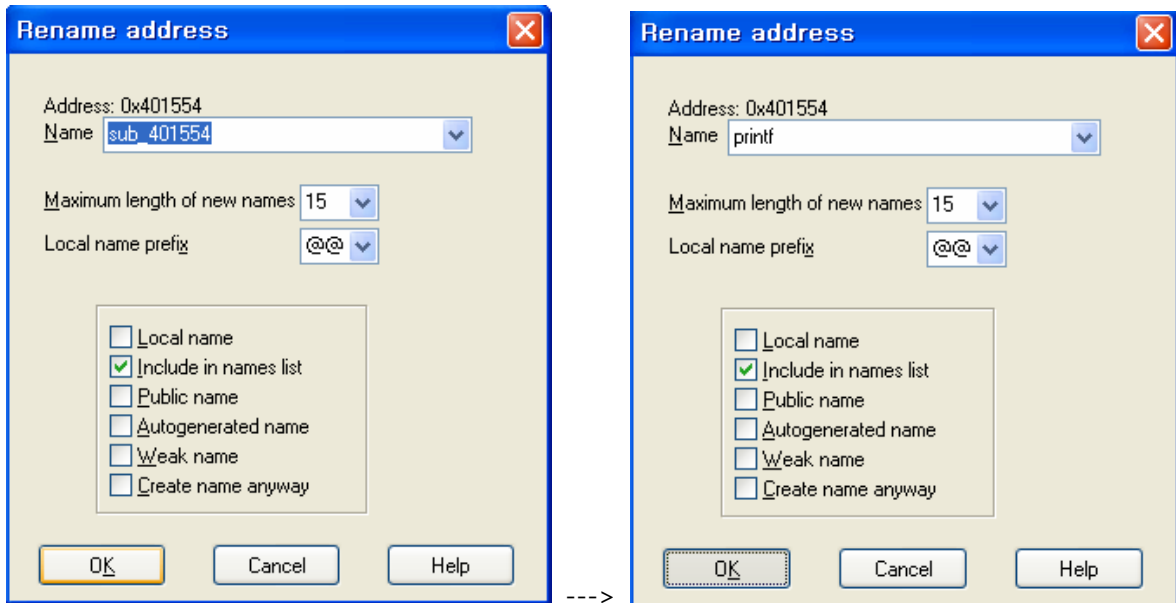 Rename address
Address: 0x401554
Name sub_401554
Maximum length of new names 15
Local name prefix @@
Local name
Include in names list
Public name
Autogenerated name
Weak name
Create name anyway
OK Cancel Help
--->
Rename address
Address: 0x401554
Name printf
Maximum length of new names 15
Local name prefix @@
Local name
Include in names list
Public name
Autogenerated name
Weak name
Create name anyway
OK Cancel Help